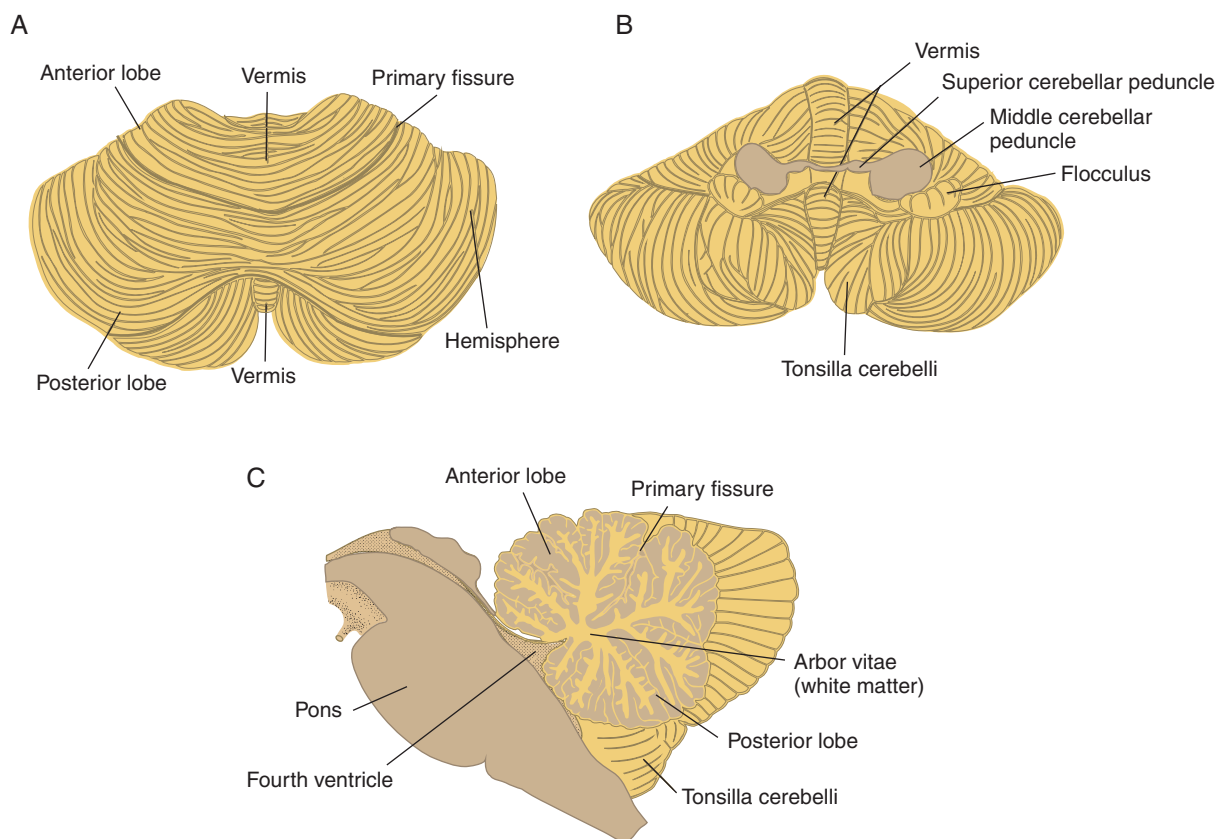 A
Anterior lobe
Vermis
Primary fissure
Hemisphere
Posterior lobe
Vermis
B
Vermis
Superior cerebellar peduncle
Middle cerebellar
peduncle
Flocculus
Tonsilla cerebelli
C
Anterior lobe
Primary fissure
Arbor vitae
(white matter)
Pons
Posterior lobe
Fourth ventricle
Tonsilla cerebelli